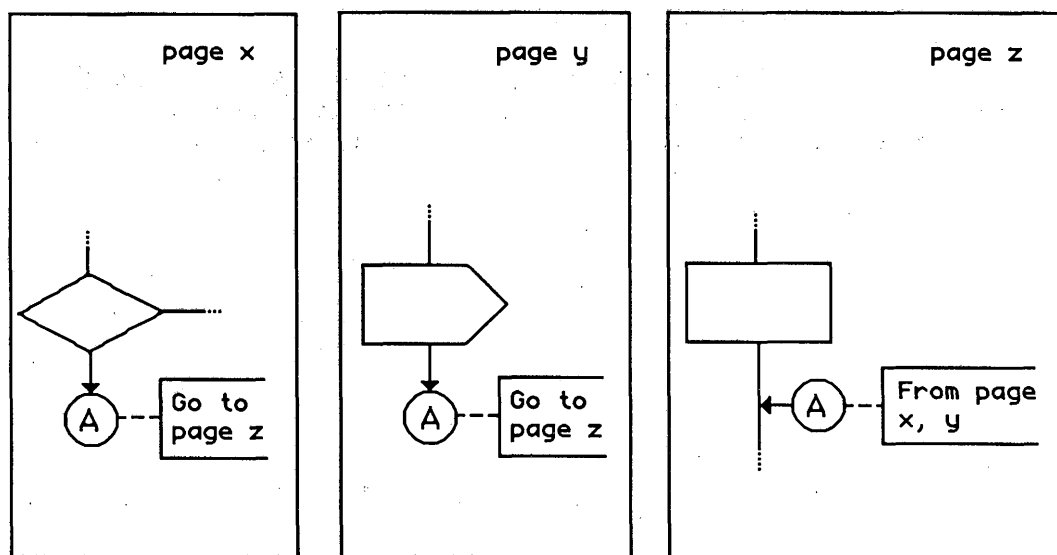 page x
A
Go to
page z
page y
A
Go to
page z
page z
A
From page
x, y